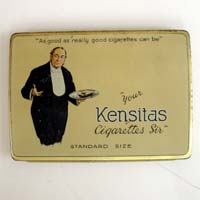 "As good as really good cigarettes can be"
"Your
Kensitas
Cigarettes Sir"
STANDARD SIZE